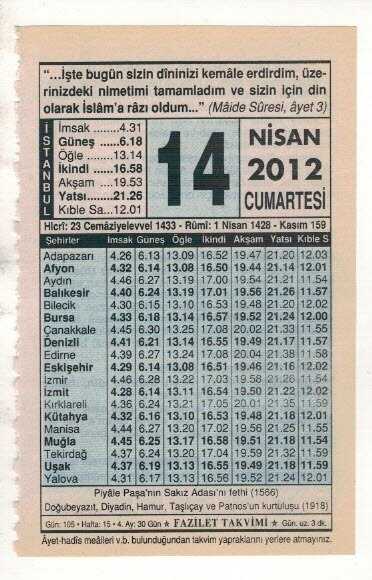 “...İşte bugün sizin dîninizi kemâle erdirdim, üze-
rinizdeki nimetimi tamamladım ve sizin için din
olarak İslâm'a râzı oldum...” (Mâide Sûresi, âyet 3)
İSTANBUL
İmsak ........4.31
Güneş ......6.18
Öğle ........13.14
İkindi .....16.58
Akşam ....19.53
Yatsı......21.26
Kıble Sa...12.01
14
NİSAN
2012
CUMARTESİ
Hicrî: 23 Cemâziyelevvel 1433 - Rûmî: 1 Nisan 1428 - Kasım 159
Şehirler İmsak Güneş Öğle İkindi Akşam Yatsı Kıble S
Adapazarı 4.26 6.13 13.09 16.52 19.47 21.20 12.03
Afyon 4.32 6.14 13.08 16.50 19.44 21.14 12.01
Aydın 4.46 6.27 13.19 17.00 19.54 21.21 11.54
Balıkesir 4.40 6.24 13.19 17.01 19.56 21.26 11.57
Bilecik 4.30 6.15 13.10 16.53 19.48 21.20 12.02
Bursa 4.33 6.18 13.14 16.57 19.52 21.24 12.00
Çanakkale 4.45 6.30 13.25 17.08 20.02 21.33 11.55
Denizli 4.41 6.21 13.14 16.55 19.49 21.17 11.57
Edirne 4.39 6.27 13.24 17.08 20.04 21.38 11.58
Eskişehir 4.29 6.14 13.08 16.51 19.46 21.16 12.02
İzmir 4.46 6.28 13.22 17.03 19.58 21.26 11.54
İzmit 4.28 6.14 13.11 16.54 19.50 21.22 12.02
Kırklareli 4.36 6.24 13.21 17.05 20.01 21.35 11.59
Kütahya 4.32 6.16 13.10 16.53 19.48 21.18 12.01
Manisa 4.44 6.27 13.20 17.02 19.56 21.25 11.55
Muğla 4.45 6.25 13.17 16.58 19.51 21.18 11.54
Tekirdağ 4.37 6.24 13.20 17.04 19.59 21.32 11.59
Uşak 4.37 6.19 13.13 16.55 19.49 21.18 11.59
Yalova 4.31 6.17 13.13 16.56 19.52 21.24 12.01
Piyâle Paşa'nın Sakız Adası'nı fethi (1566)
Doğubeyazıt, Diyadin, Hamur, Taşlıçay ve Patnos'un kurtuluşu (1918)
Gün: 105 • Hafta: 15 • 4. Ay: 30 Gün ★ FAZİLET TAKVİMİ ★ Gün. uz. 3 dk.
Âyet-hadîs meâlleri v.b. bulunduğundan takvim yapraklarını yerlere atmayınız.